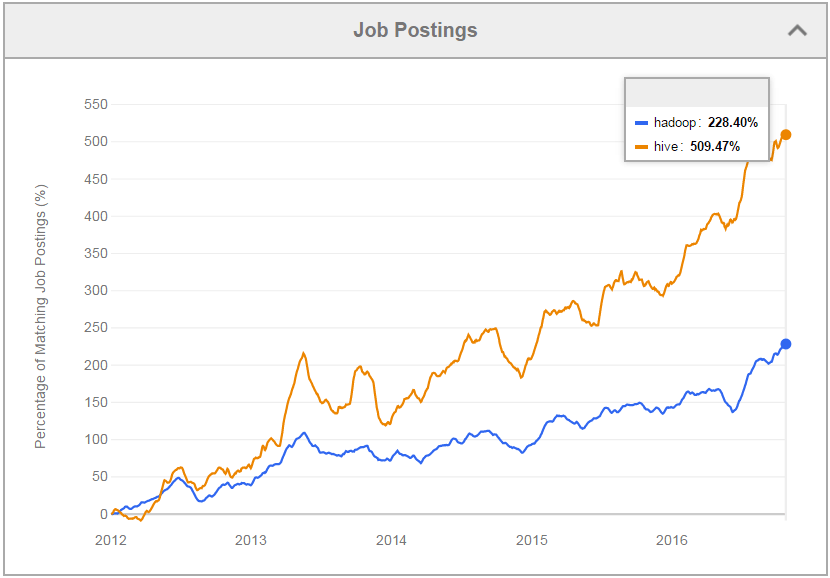 Job Postings
Percentage of Matching Job Postings (%)
550
500
450
400
350
300
250
200
150
100
50
0
hadoop: 228.40%
hive: 509.47%
2012 2013 2014 2015 2016